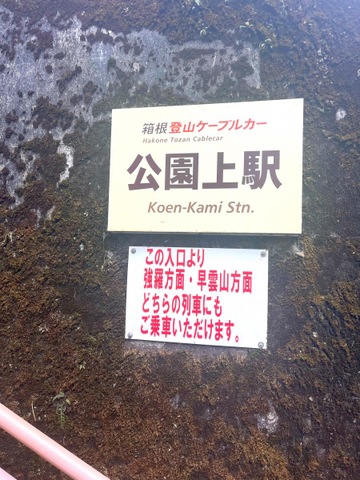 箱根登山ケーブルカー
Hakone Tozan Cablecar
公園上駅
Koen-Kami Stn.
この入口より
強羅方面・早雲山方面
どちらの列車にも
ご乗車いただけます。